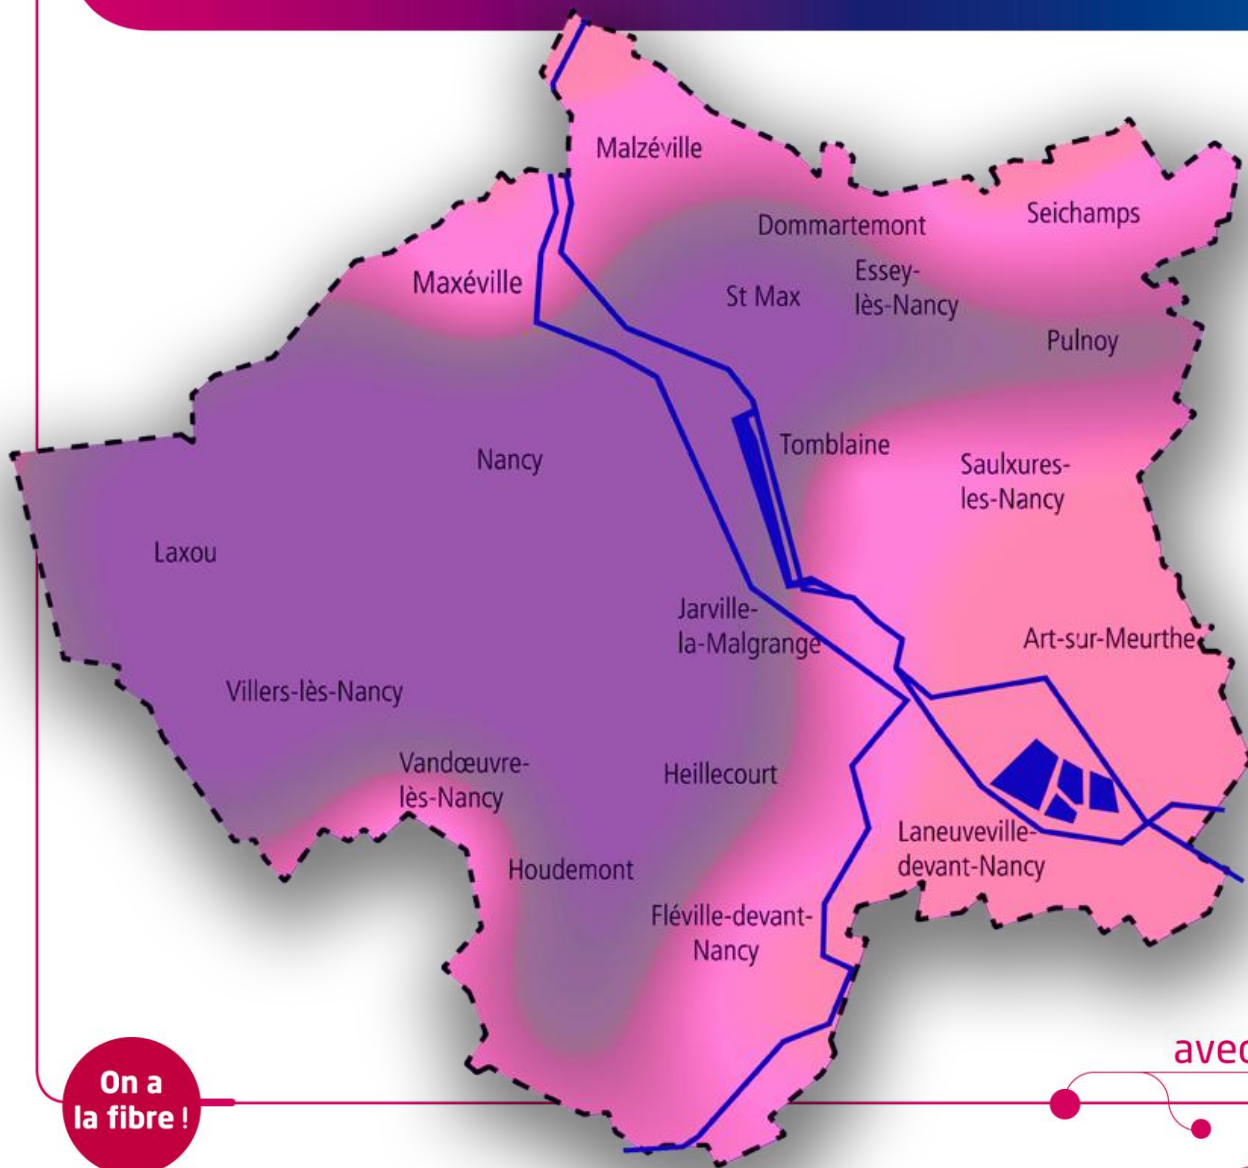 Malzéville
Seichamps
Dommartemont
Essey-
lès-Nancy
Maxéville
St Max
Pulnoy
Nancy
Tomblaine
Saulxures-
les-Nancy
Laxou
Jarville-
la-Malgrange
Art-sur-Meurthe
Villers-lès-Nancy
Vandœuvre-
lès-Nancy
Heillecourt
Laneuveville-
devant-Nancy
Houdemont
Fléville-devant-
Nancy
avec
On a
la fibre !